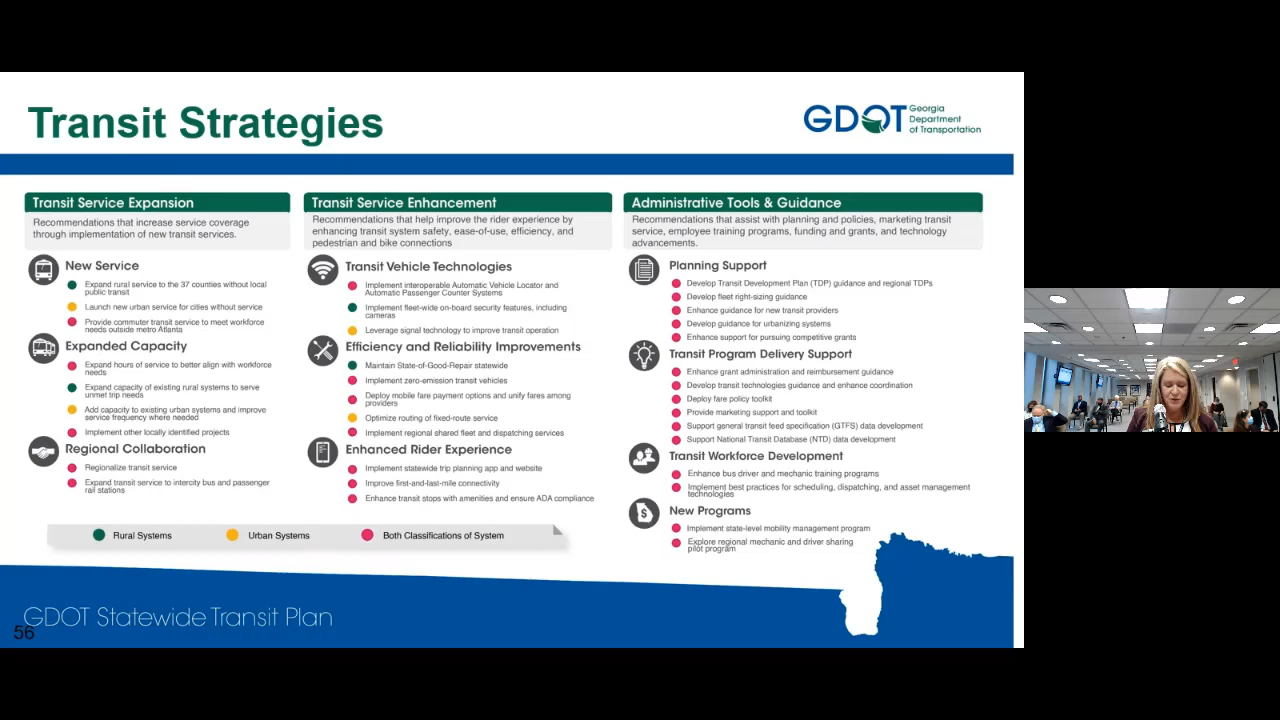 Transit Strategies
GDOT
Georgia
Department
of Transportation
Transit Service Expansion
Recommendations that increase service coverage
through implementation of new transit services.
New Service
Expand rural service to the 37 counties without local
public transit
Launch new urban service for cities without service
Provide commuter transit service to meet workforce
needs outside metro Atlanta
Expanded Capacity
Expand hours of service to better align with workforce
needs
Expand capacity of existing rural systems to serve
unmet trip needs
Add capacity to existing urban systems and improve
service frequency where needed
Implement other locally identified projects
Regional Collaboration
Regionalize transit service
Expand transit service to intercity bus and passenger
rail stations
Transit Service Enhancement
Recommendations that help improve the rider experience by
enhancing transit system safety, ease-of-use, efficiency, and
pedestrian and bike connections
Transit Vehicle Technologies
Implement interoperable Automatic Vehicle Locator and
Automatic Passenger Counter Systems
Implement fleet-wide on-board security features, including
cameras
Leverage signal technology to improve transit operation
Efficiency and Reliability Improvements
Maintain State-of-Good-Repair statewide
Implement zero-emission transit vehicles
Deploy mobile fare payment options and unify fares among
providers
Optimize routing of fixed-route service
Implement regional shared fleet and dispatching services
Enhanced Rider Experience
Implement statewide trip planning app and website
Improve first-and-last-mile connectivity
Enhance transit stops with amenities and ensure ADA compliance
Administrative Tools & Guidance
Recommendations that assist with planning and policies, marketing transit
service, employee training programs, funding and grants, and technology
advancements.
Planning Support
Develop Transit Development Plan (TDP) guidance and regional TDPs
Develop fleet right-sizing guidance
Enhance guidance for new transit providers
Develop guidance for urbanizing systems
Enhance support for pursuing competitive grants
Transit Program Delivery Support
Enhance grant administration and reimbursement guidance
Develop transit technologies guidance and enhance coordination
Deploy fare policy toolkit
Provide marketing support and toolkit
Support general transit feed specification (GTFS) data development
Support National Transit Database (NTD) data development
Transit Workforce Development
Enhance bus driver and mechanic training programs
Implement best practices for scheduling, dispatching, and asset management
technologies
New Programs
Implement state-level mobility management program
Explore regional mechanic and driver sharing
pilot program
Rural Systems
Urban Systems
Both Classifications of System
GDOT Statewide Transit Plan
56